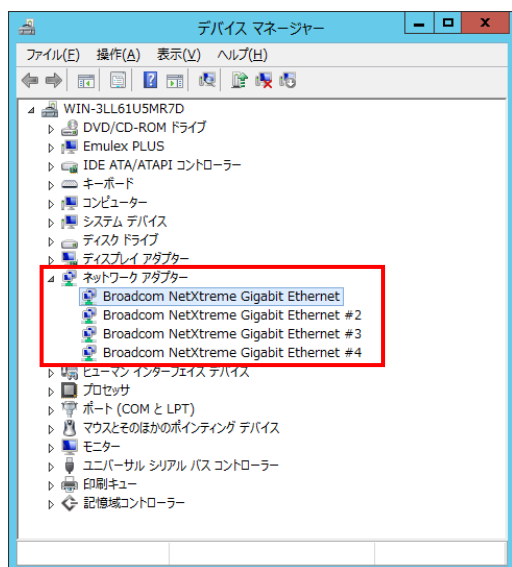 デバイス マネージャー
ファイル(F) 操作(A) 表示(V) ヘルプ(H)
WIN-3LL61U5MR7D
DVD/CD-ROM ドライブ
Emulex PLUS
IDE ATA/ATAPI コントローラー
キーボード
コンピューター
システム デバイス
ディスク ドライブ
ディスプレイ アダプター
ネットワーク アダプター
Broadcom NetXtreme Gigabit Ethernet
Broadcom NetXtreme Gigabit Ethernet #2
Broadcom NetXtreme Gigabit Ethernet #3
Broadcom NetXtreme Gigabit Ethernet #4
ヒューマン インターフェイス デバイス
プロセッサ
ポート (COM と LPT)
マウスとそのほかのポインティング デバイス
モニター
ユニバーサル シリアル バス コントローラー
印刷キュー
記憶域コントローラー